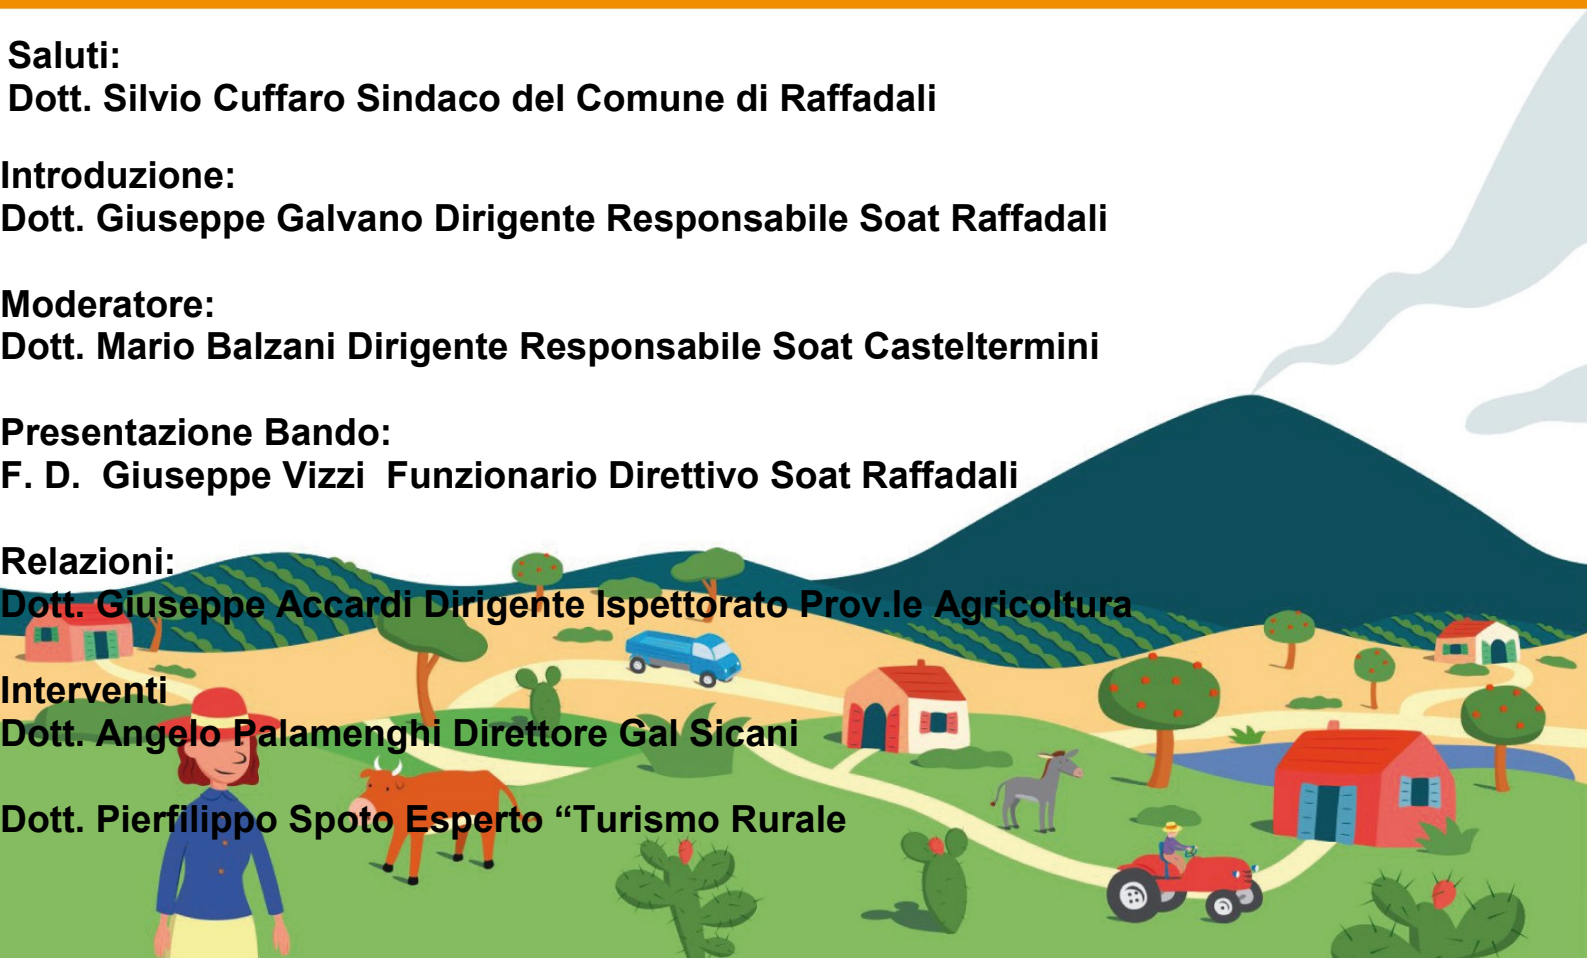 Saluti:
Dott. Silvio Cuffaro Sindaco del Comune di Raffadali
Introduzione:
Dott. Giuseppe Galvano Dirigente Responsabile Soat Raffadali
Moderatore:
Dott. Mario Balzani Dirigente Responsabile Soat Casteltermini
Presentazione Bando:
F. D.  Giuseppe Vizzi  Funzionario Direttivo Soat Raffadali
Relazioni:
Dott. Giuseppe Accardi Dirigente Ispettorato Prov.le Agricoltura
Interventi
Dott. Angelo Palamenghi Direttore Gal Sicani
Dott. Pierfilippo Spoto Esperto “Turismo Rurale